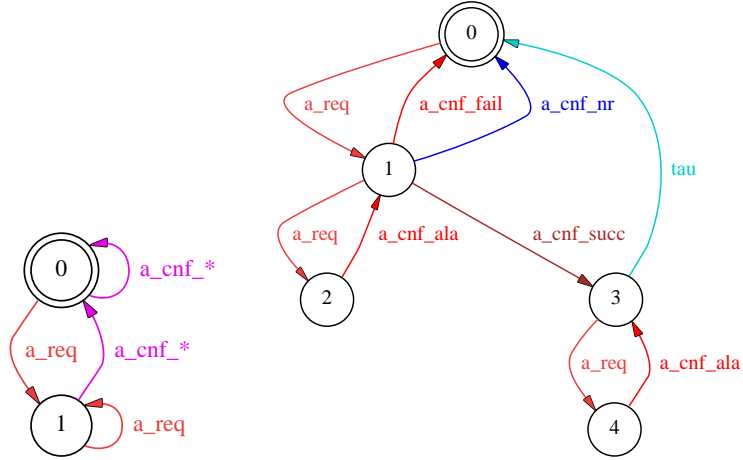 0
a_cnf_*
a_req
a_cnf_*
1
a_req
0
a_req
a_cnf_fail
a_cnf_nr
1
tau
a_req
a_cnf_ala
a_cnf_succ
2
3
a_req
a_cnf_ala
4